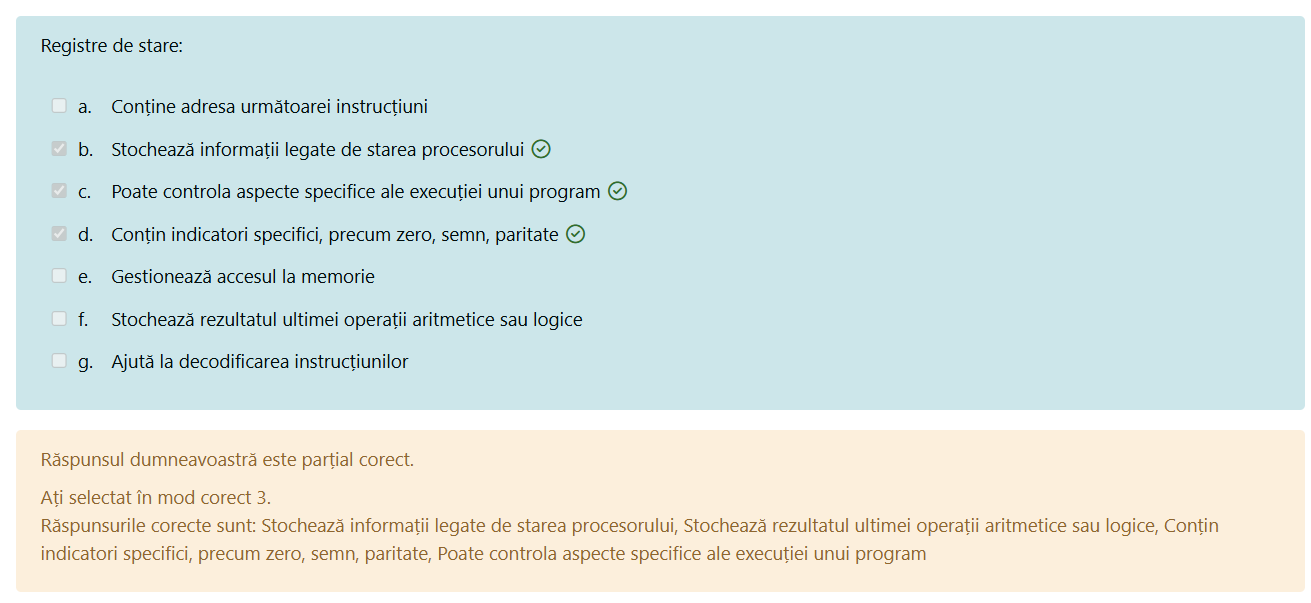 Registre de stare:
a. Conține adresa următoarei instrucțiuni
b. Stochează informații legate de starea procesorului
c. Poate controla aspecte specifice ale execuției unui program
d. Conțin indicatori specifici, precum zero, semn, paritate
e. Gestionează accesul la memorie
f. Stochează rezultatul ultimei operații aritmetice sau logice
g. Ajută la decodificarea instrucțiunilor
Răspunsul dumneavoastră este parțial corect.
Ați selectat în mod corect 3.
Răspunsurile corecte sunt: Stochează informații legate de starea procesorului, Stochează rezultatul ultimei operații aritmetice sau logice, Conțin
indicatori specifici, precum zero, semn, paritate, Poate controla aspecte specifice ale execuției unui program